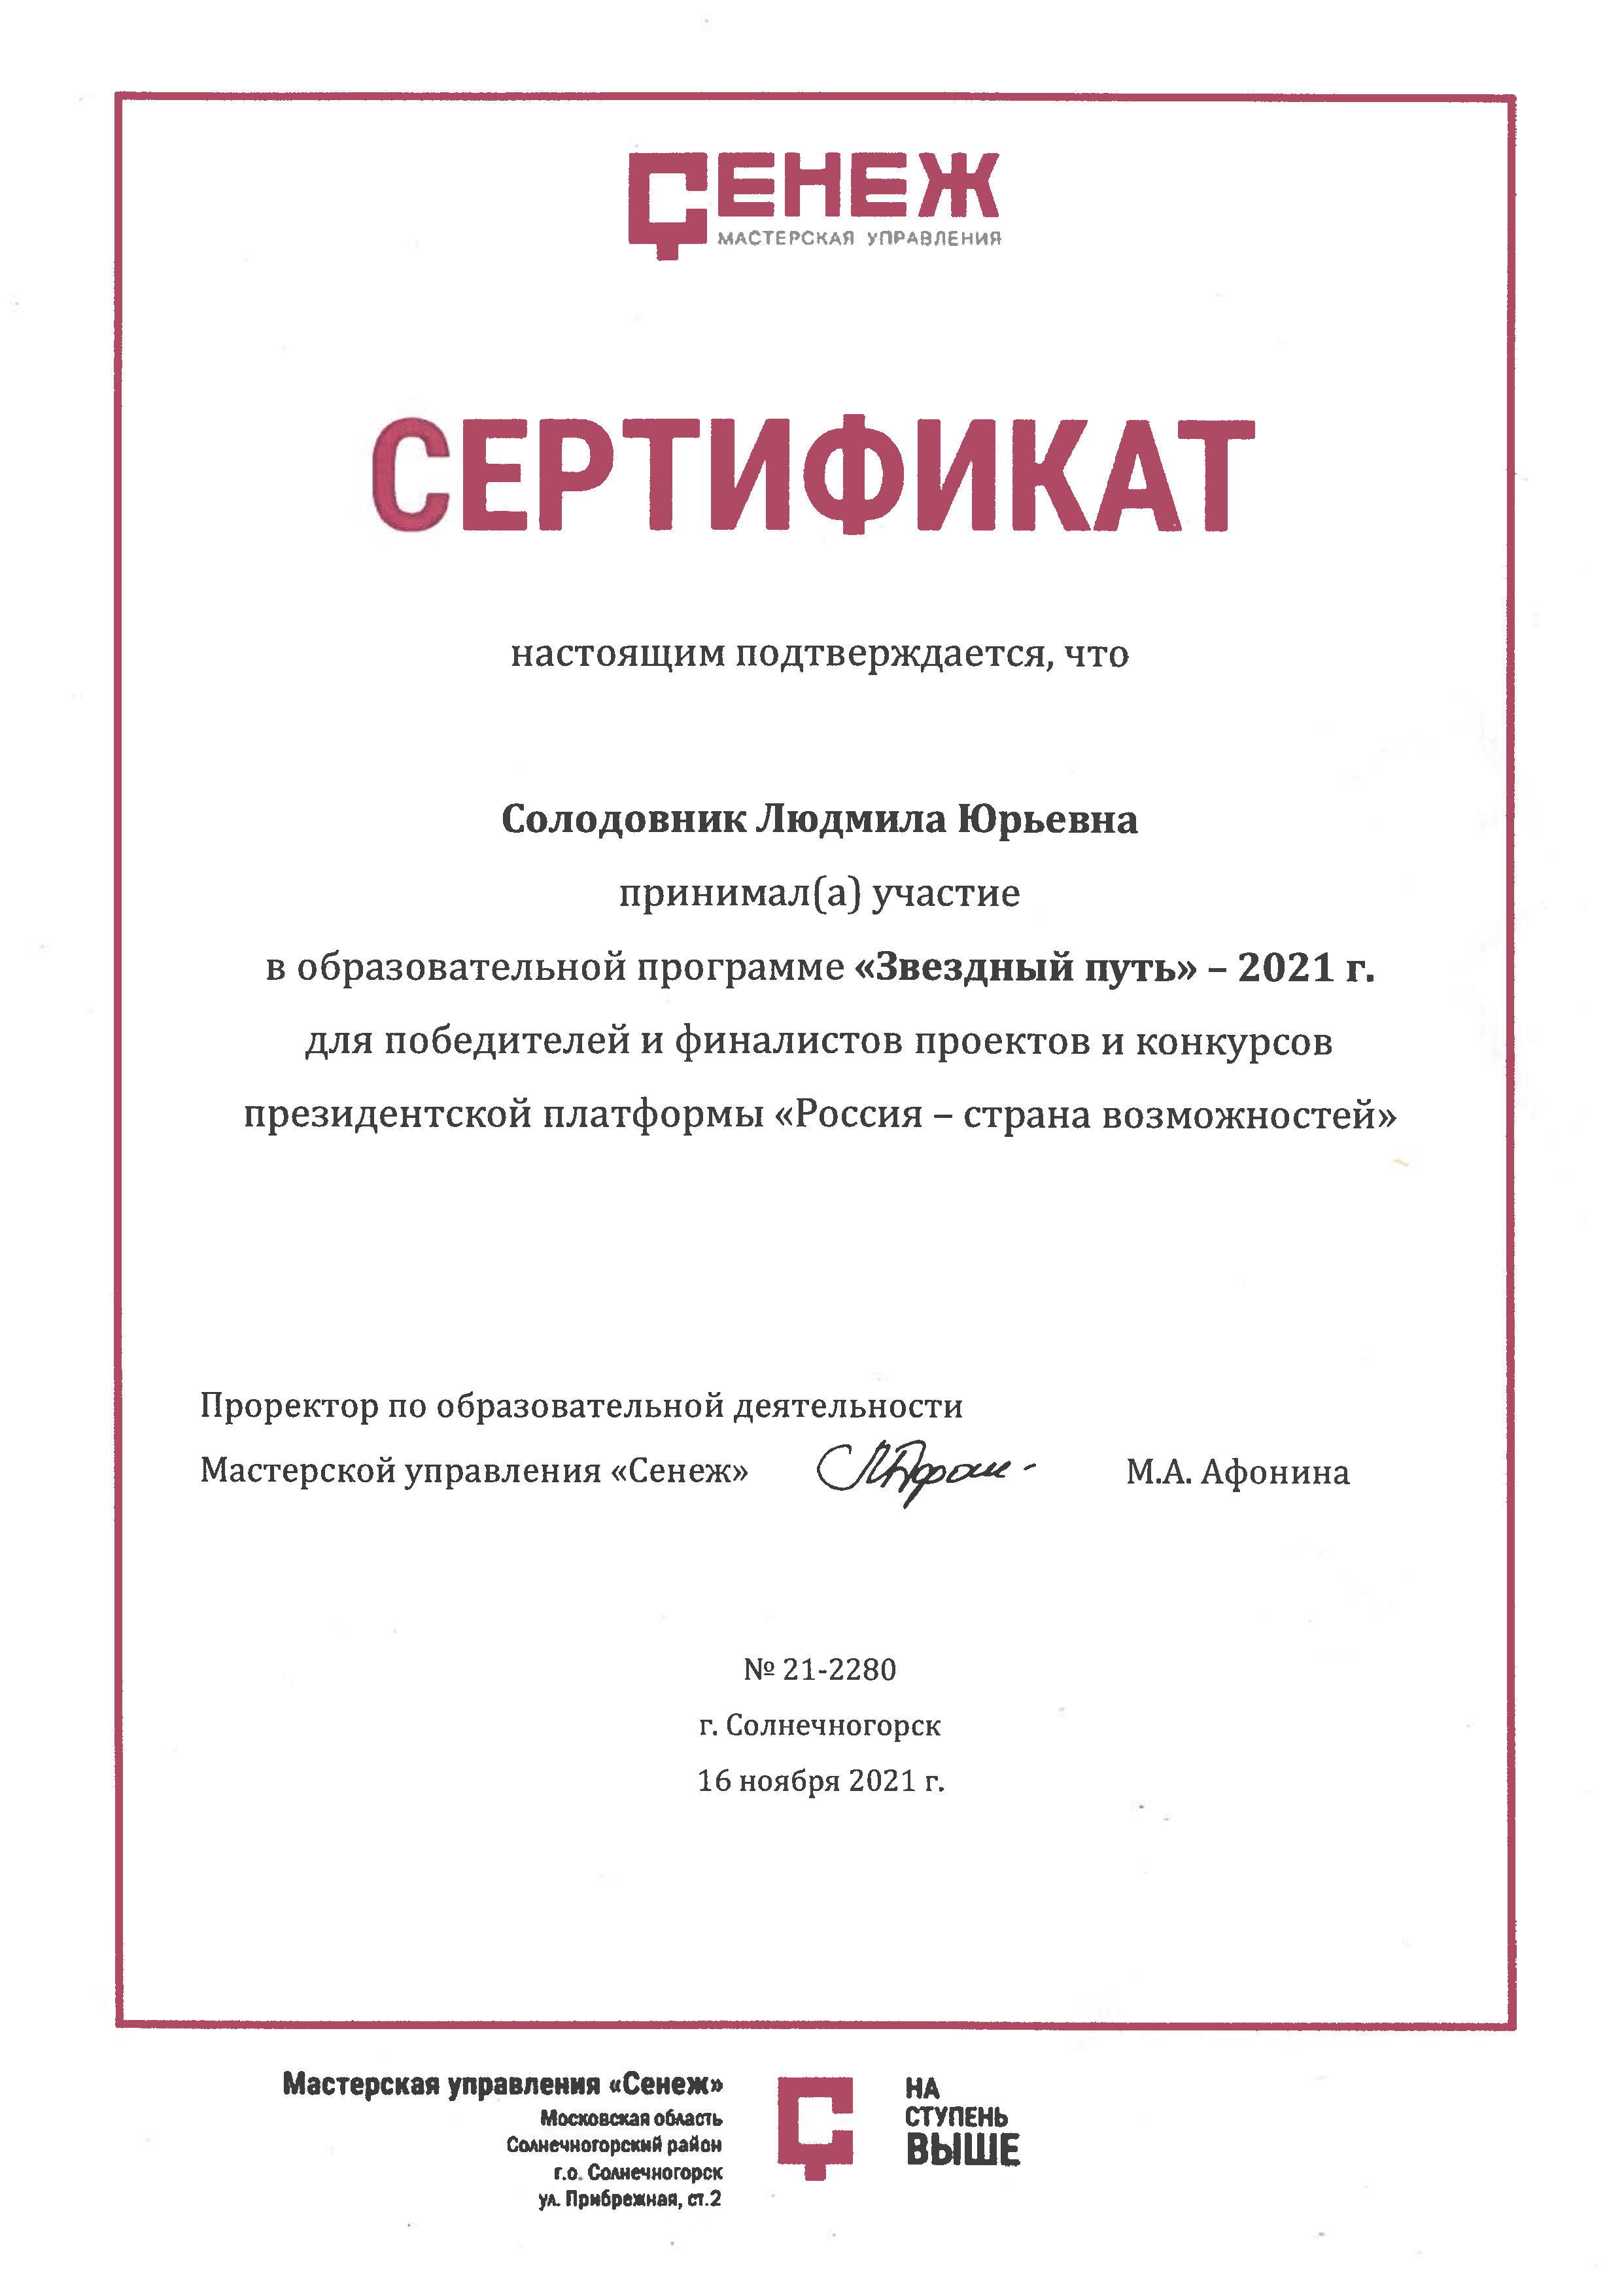 СЕНЕЖ
МАСТЕРСКАЯ УПРАВЛЕНИЯ
СЕРТИФИКАТ
настоящим подтверждается, что
Солодовник Людмила Юрьевна
принимал(а) участие
в образовательной программе «Звездный путь» – 2021 г.
для победителей и финалистов проектов и конкурсов
президентской платформы «Россия – страна возможностей»
Проректор по образовательной деятельности
Мастерской управления «Сенеж» М.А. Афонина
№ 21-2280
г. Солнечногорск
16 ноября 2021 г.
Мастерская управления «Сенеж»
Московская область
Солнечногорский район
г.о. Солнечногорск
ул. Прибрежная, ст.2
НА
СТУПЕНЬ
ВЫШЕ